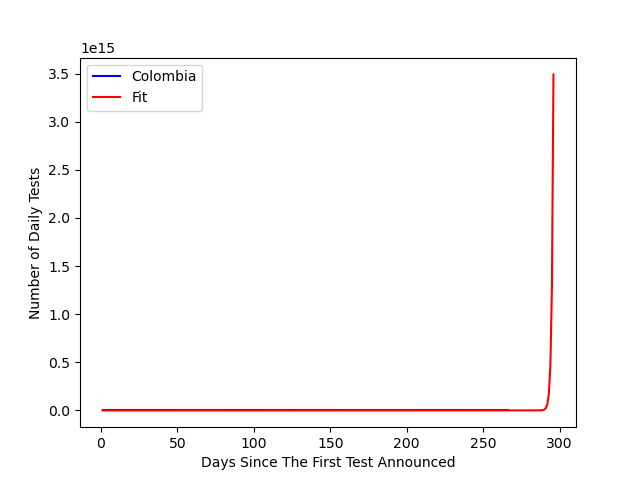 1e15
3.5
3.0
2.5
2.0
1.5
1.0
0.5
0.0
Number of Daily Tests
Colombia
Fit
0 50 100 150 200 250 300
Days Since The First Test Announced